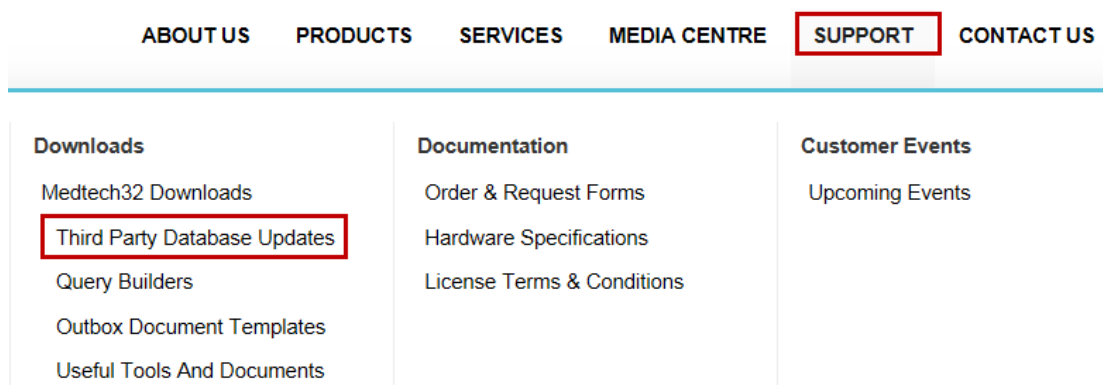 ABOUT US PRODUCTS SERVICES MEDIA CENTRE SUPPORT CONTACT US
Downloads
Medtech32 Downloads
Third Party Database Updates
Query Builders
Outbox Document Templates
Useful Tools And Documents
Documentation
Order & Request Forms
Hardware Specifications
License Terms & Conditions
Customer Events
Upcoming Events